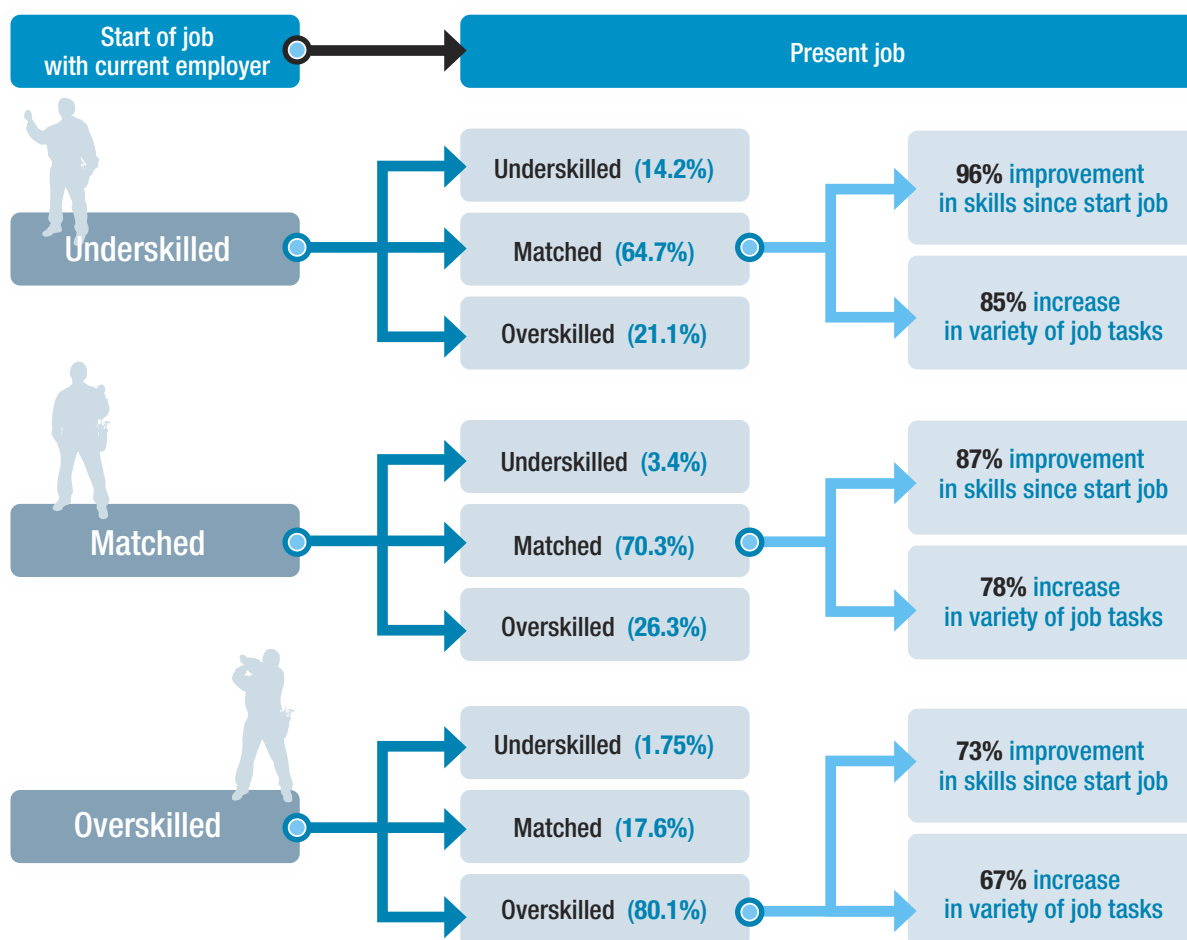 Start of job
with current employer
Present job
Underskilled
Underskilled (14.2%)
Matched (64.7%)
Overskilled (21.1%)
96% improvement
in skills since start job
85% increase
in variety of job tasks
Matched
Underskilled (3.4%)
Matched (70.3%)
Overskilled (26.3%)
87% improvement
in skills since start job
78% increase
in variety of job tasks
Overskilled
Underskilled (1.75%)
Matched (17.6%)
Overskilled (80.1%)
73% improvement
in skills since start job
67% increase
in variety of job tasks